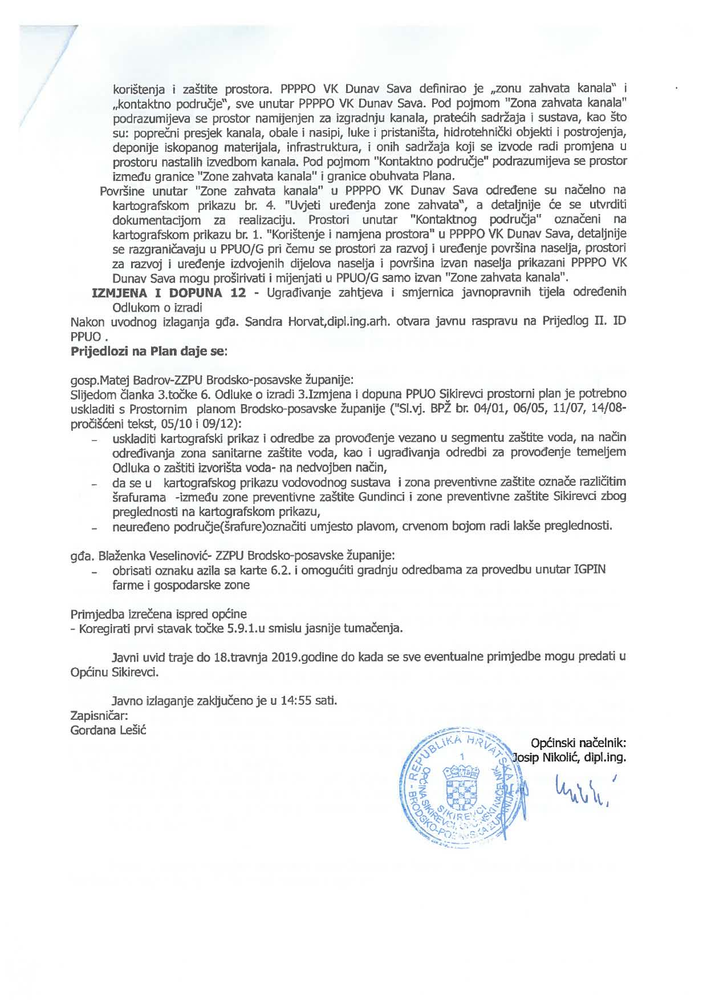 korištenja i zaštite prostora. PPPPO VK Dunav Sava definirao je „zonu zahvata kanala“ i
„kontaktno područje“, sve unutar PPPPO VK Dunav Sava. Pod pojmom "Zona zahvata kanala"
podrazumijeva se prostor namijenjen za izgradnju kanala, pratećih sadržaja i sustava, kao što
su: poprečni presjek kanala, obale i nasipi, luke i pristaništa, hidrotehnički objekti i postrojenja,
deponije iskopanog materijala, infrastruktura, i onih sadržaja koji se izvode radi promjena u
prostoru nastalih izvedbom kanala. Pod pojmom "Kontaktno područje" podrazumijeva se prostor
između granice "Zone zahvata kanala" i granice obuhvata Plana.
Površine unutar "Zone zahvata kanala" u PPPPO VK Dunav Sava određene su načelno na
kartografskom prikazu br. 4. "Uvjeti uređenja zone zahvata“, a detaljnije će se utvrditi
dokumentacijom za realizaciju. Prostori unutar "Kontaktnog područja" označeni na
kartografskom prikazu br. 1. "Korištenje i namjena prostora" u PPPPO VK Dunav Sava, detaljnije
se razgraničavaju u PPUO/G pri čemu se prostori za razvoj i uređenje površina naselja, prostori
za razvoj i uređenje izdvojenih dijelova naselja i površina izvan naselja prikazani PPPPO VK
Dunav Sava mogu proširivati i mijenjati u PPUO/G samo izvan "Zone zahvata kanala".
IZMJENA I DOPUNA 12 - Ugrađivanje zahtjeva i smjernica javnopravnih tijela određenih
Odlukom o izradi
Nakon uvodnog izlaganja gđa. Sandra Horvat,dipl.ing.arh. otvara javnu raspravu na Prijedlog II. ID
PPUO .
Prijedlozi na Plan daje se:
gosp.Matej Badrov-ZZPU Brodsko-posavske županije:
Slijedom članka 3.točke 6. Odluke o izradi 3.Izmjena i dopuna PPUO Sikirevci prostorni plan je potrebno
uskladiti s Prostornim planom Brodsko-posavske županije ("Sl.vj. BPŽ br. 04/01, 06/05, 11/07, 14/08-
pročišćeni tekst, 05/10 i 09/12):
- uskladiti kartografski prikaz i odredbe za provođenje vezano u segmentu zaštite voda, na način
određivanja zona sanitarne zaštite voda, kao i ugrađivanja odredbi za provođenje temeljem
Odluka o zaštiti izvorišta voda- na nedvojben način,
- da se u kartografskog prikazu vodovodnog sustava i zona preventivne zaštite označe različitim
šrafurama -između zone preventivne zaštite Gundinci i zone preventivne zaštite Sikirevci zbog
preglednosti na kartografskom prikazu,
- neuređeno područje(šrafure)označiti umjesto plavom, crvenom bojom radi lakše preglednosti.
gđa. Blaženka Veselinović- ZZPU Brodsko-posavske županije:
- obrisati oznaku azila sa karte 6.2. i omogućiti gradnju odredbama za provedbu unutar IGPIN
farme i gospodarske zone
Primjedba izrečena ispred općine
- Koregirati prvi stavak točke 5.9.1.u smislu jasnije tumačenja.
Javni uvid traje do 18.travnja 2019.godine do kada se sve eventualne primjedbe mogu predati u
Općinu Sikirevci.
Javno izlaganje zaključeno je u 14:55 sati.
Zapisničar:
Gordana Lešić
Općinski načelnik:
Josip Nikolić, dipl.ing.
REPUBLIKA HRVATSKA
BRODSKO-POSAVSKA ŽUPANIJA
OPĆINA SIKIREVCI, OPĆINSKI NAČELNIK
1
SIKIREVCI